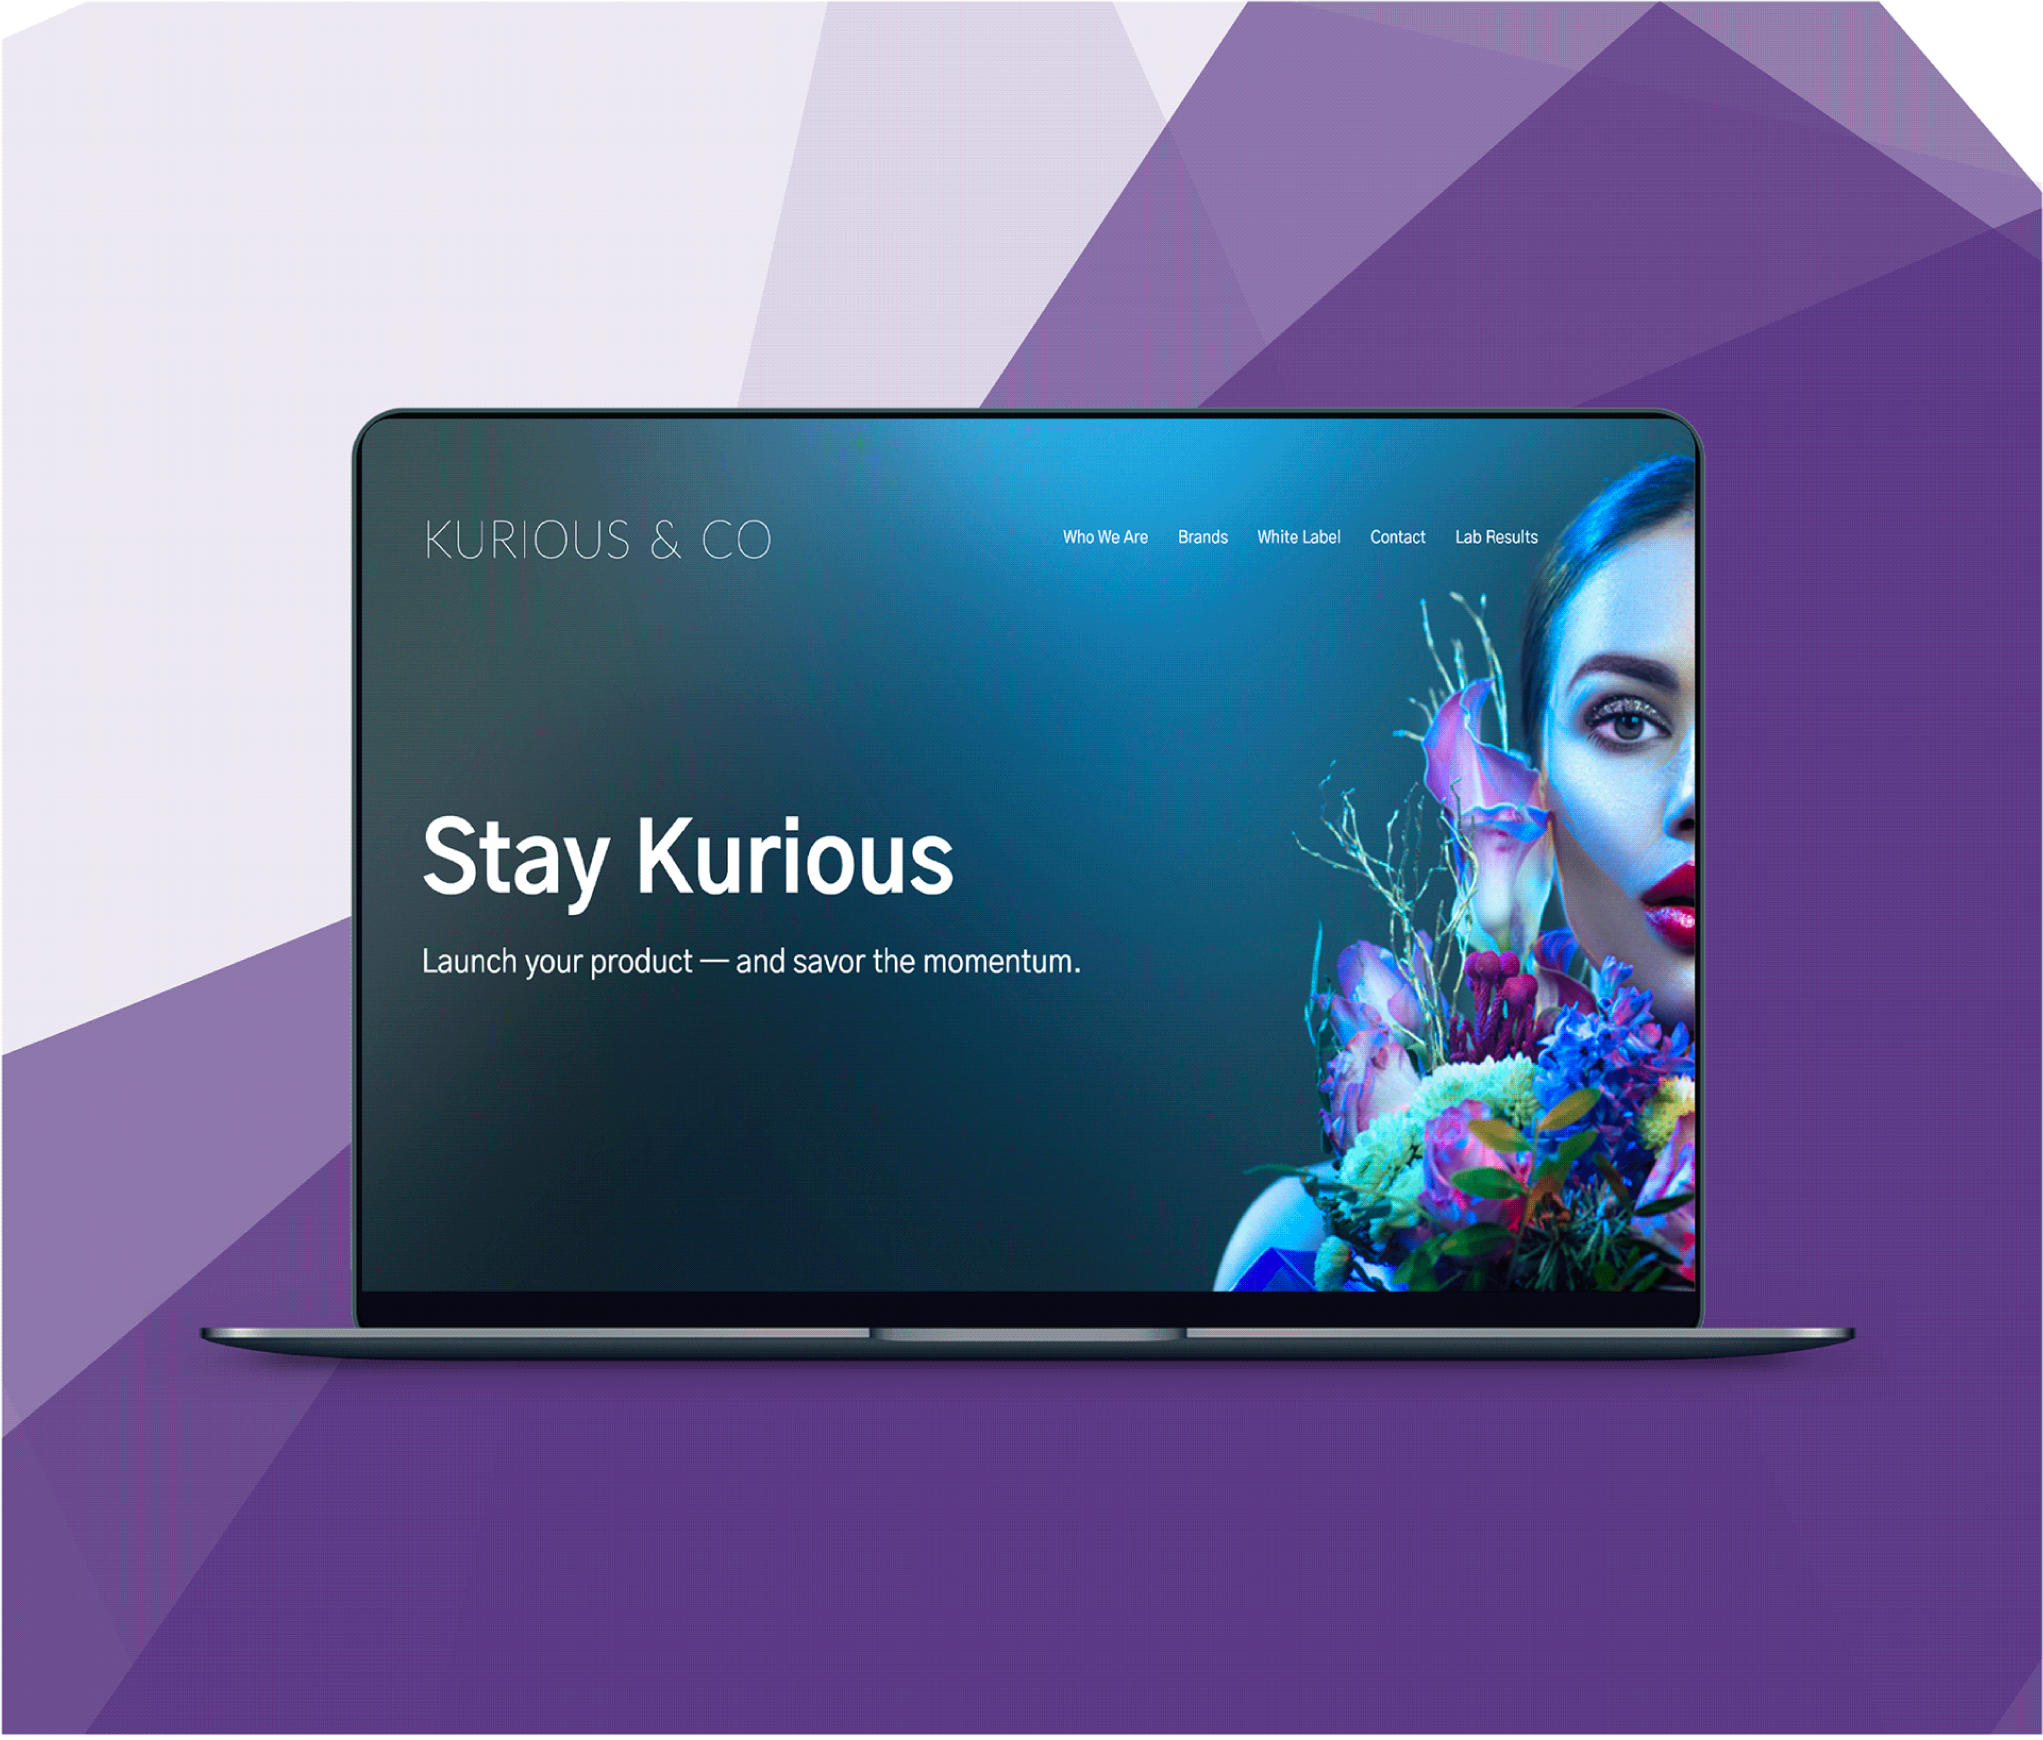 KURIOUS & CO
Who We Are Brands White Label Contact Lab Results
Stay Kurious
Launch your product — and savor the momentum.